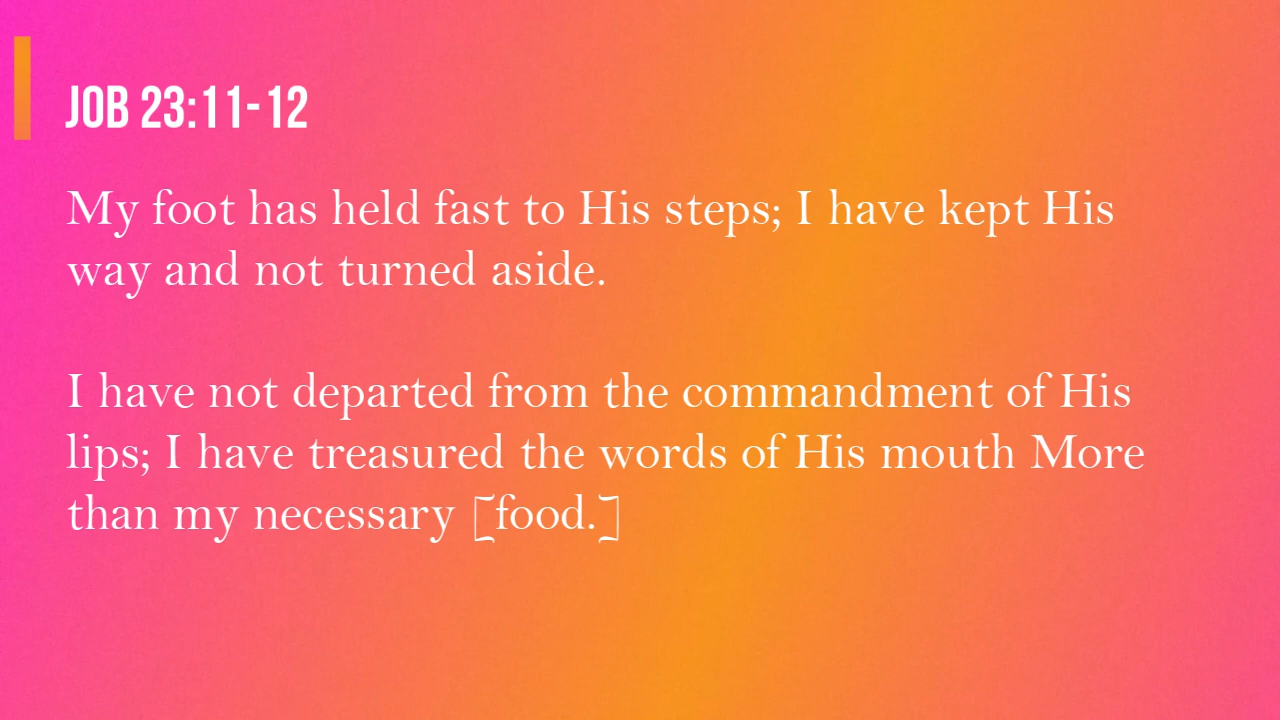 JOB 23:11-12
My foot has held fast to His steps; I have kept His
way and not turned aside.
I have not departed from the commandment of His
lips; I have treasured the words of His mouth More
than my necessary [food.]